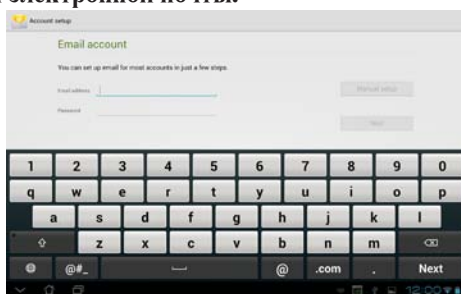 электронной почты.
Account setup
Email account
You can set up email for most accounts in just a few steps.
Email address
Manual setup
Password
Next
1 2 3 4 5 6 7 8 9 0
q w e r t y u i o p
a s d f g h j k l
z x c v b n m
@#_ @ .com . Next
12:00